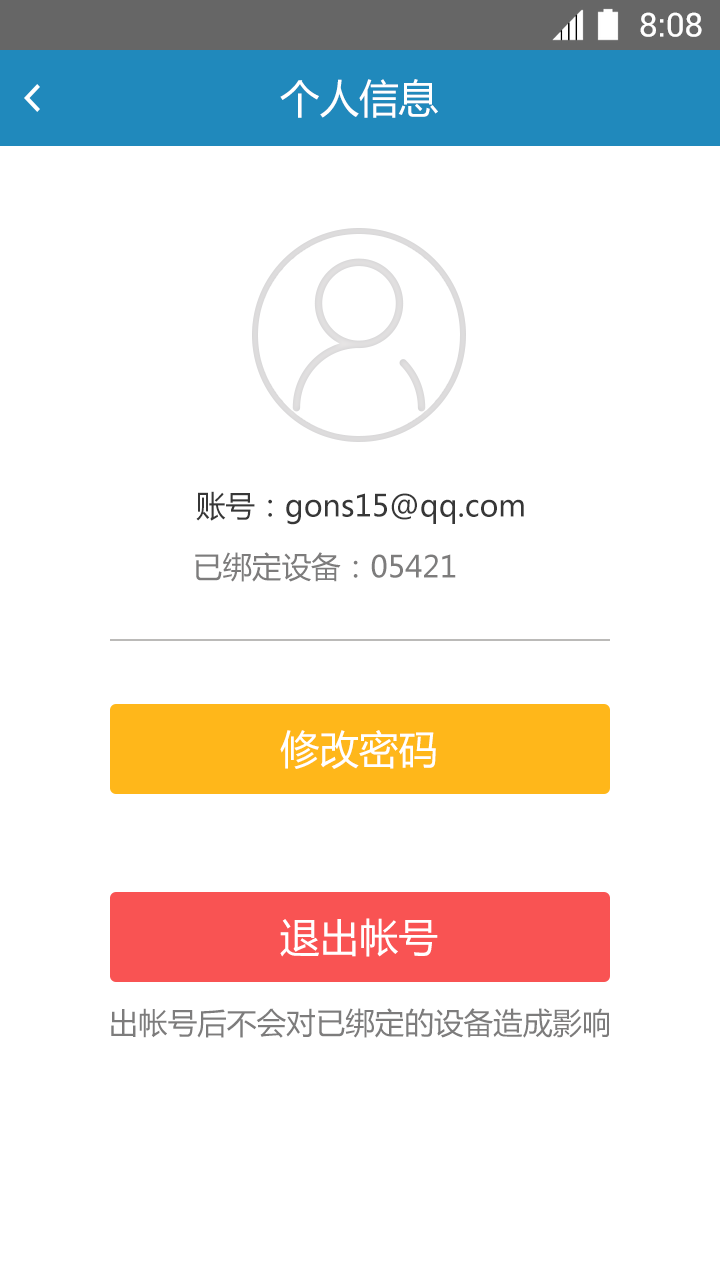 8:08
个人信息
账号：gons15@qq.com
已绑定设备：05421
修改密码
退出帐号
出帐号后不会对已绑定的设备造成影响